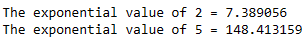 The exponential value of 2 = 7.389056
The exponential value of 5 = 148.413159